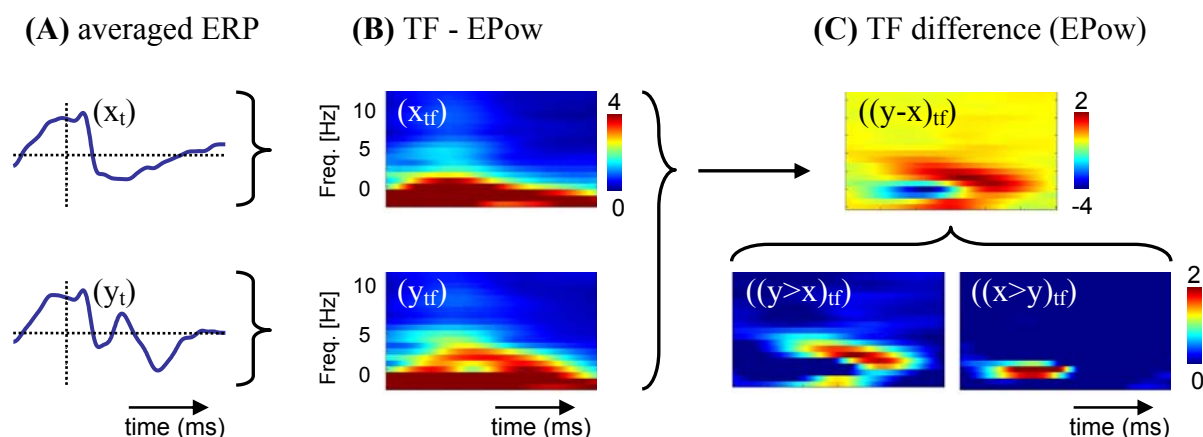 (A) averaged ERP
(B) TF - EPow
(C) TF difference (EPow)
(xt)
Freq. [Hz]
10
5
0
(xtf)
4
0
((y-x)tf)
2
-4
(yt)
Freq. [Hz]
10
5
0
(ytf)
((y>x)tf)
((x>y)tf)
2
0
time (ms)
time (ms)
time (ms)